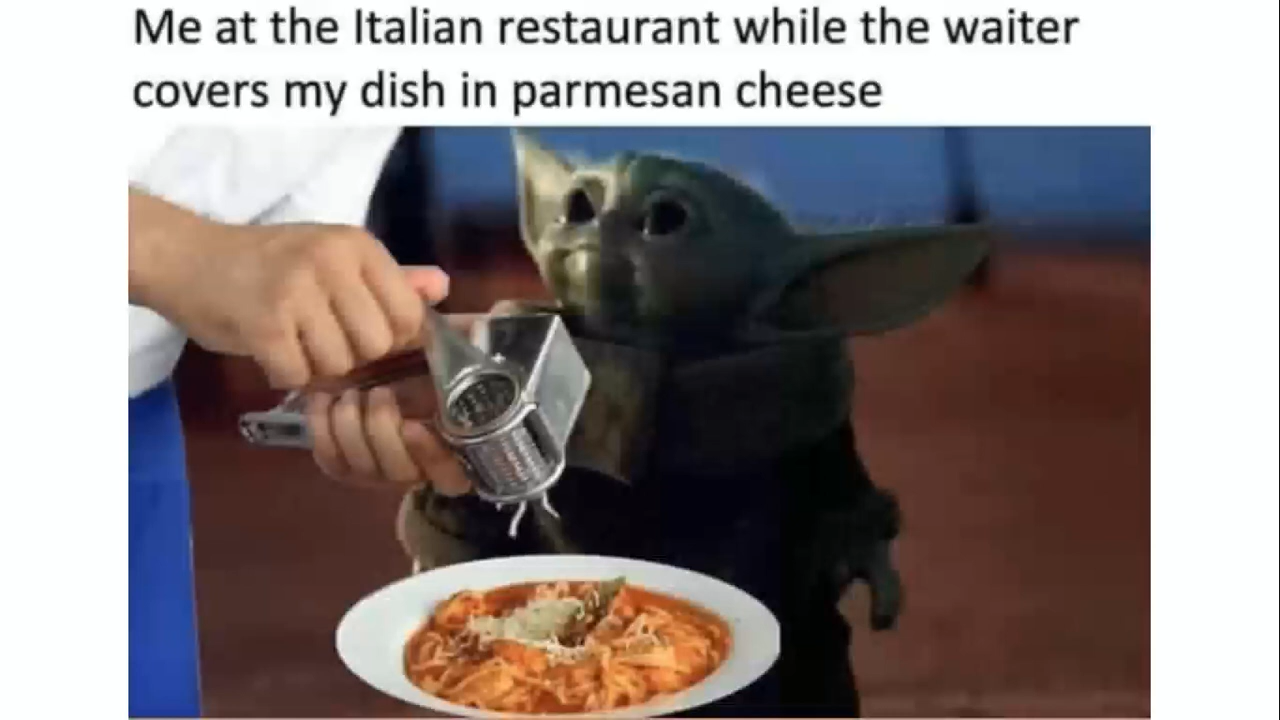 Me at the Italian restaurant while the waiter
covers my dish in parmesan cheese